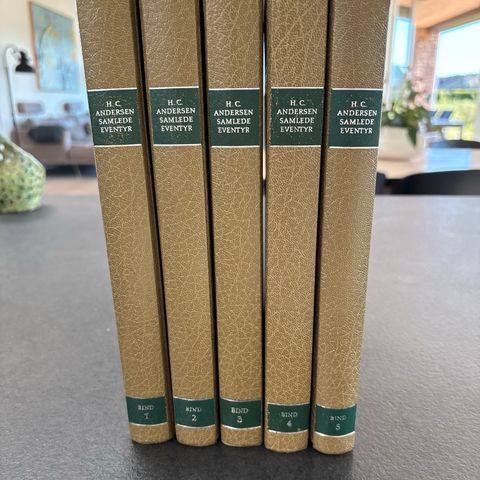 H. C.
ANDERSEN
SAMLEDE
EVENTYR
BIND
1
H. C.
ANDERSEN
SAMLEDE
EVENTYR
BIND
2
H. C.
ANDERSEN
SAMLEDE
EVENTYR
BIND
3
H. C.
ANDERSEN
SAMLEDE
EVENTYR
BIND
4
H. C.
ANDERSEN
SAMLEDE
EVENTYR
BIND
5